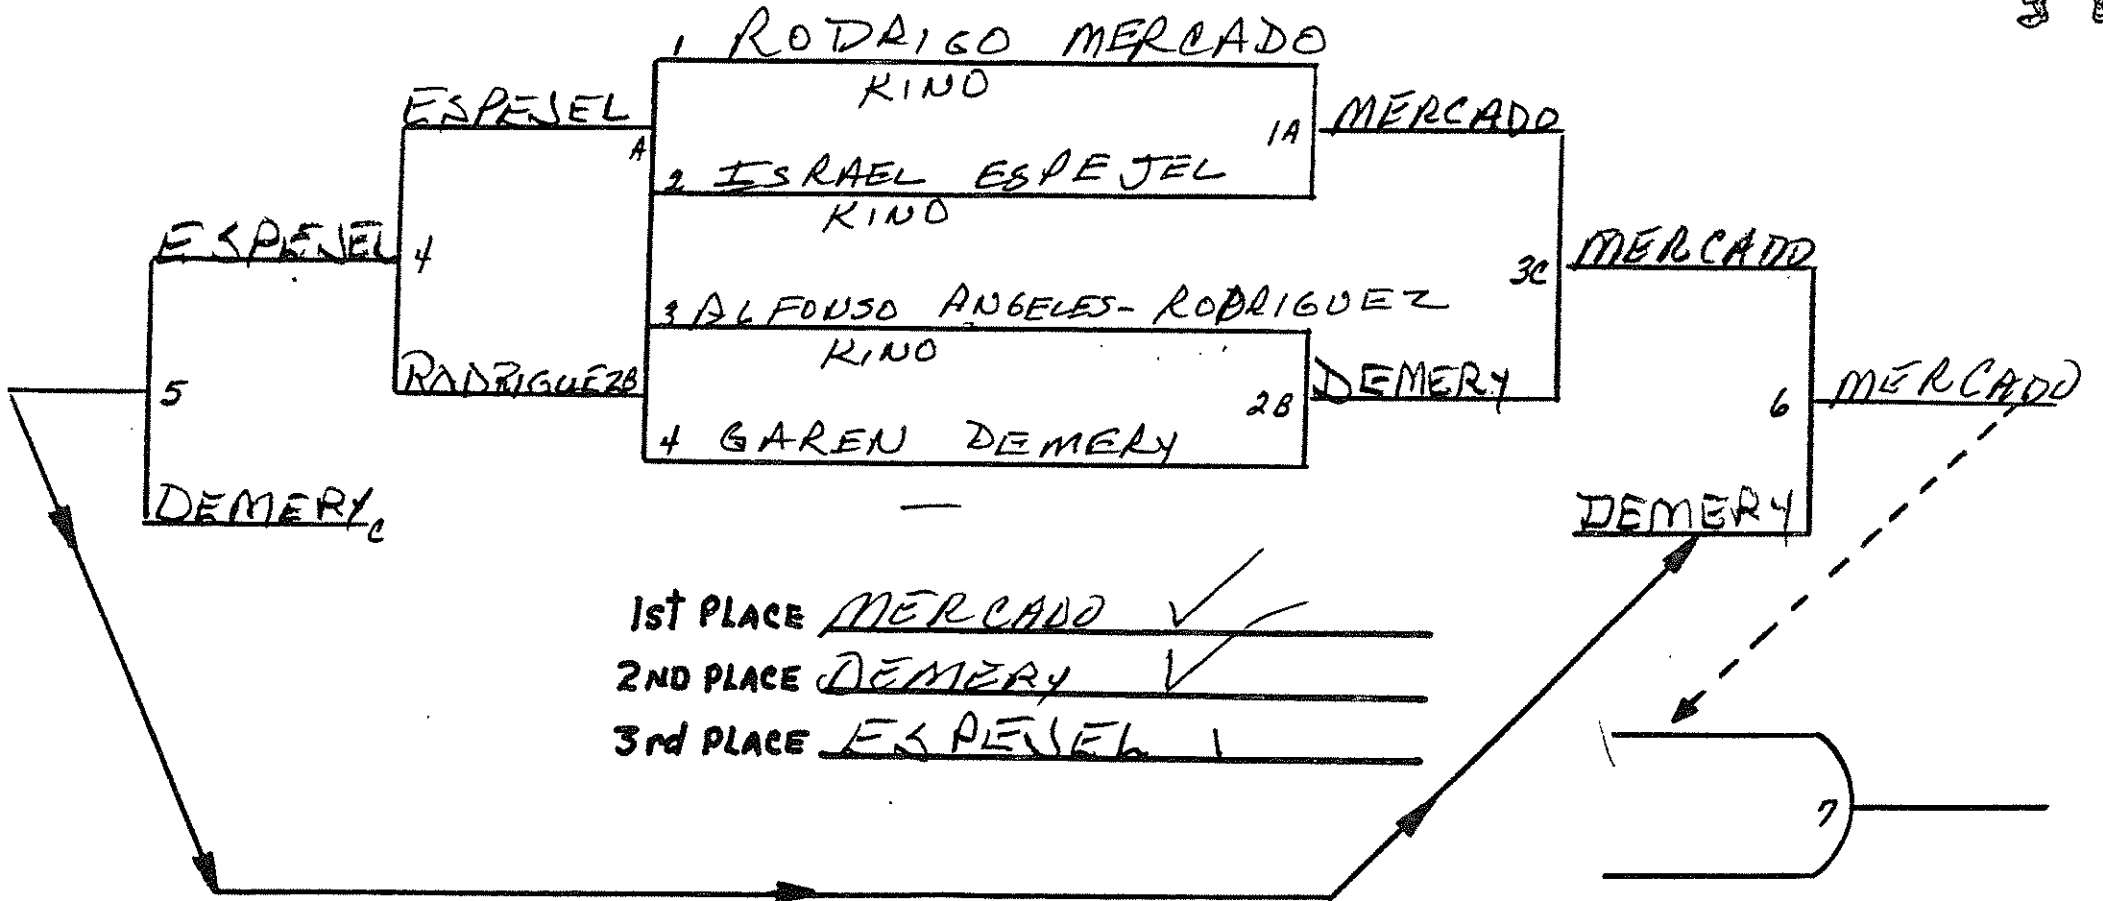 1 RODRIGO MERCADO
KINO
ESPEJEL
A
1A
MERCADO
2 ISRAEL ESPEJEL
KINO
ESPEJEL
4
3C
MERCADO
3 ALFONSO ANGELES-RODRIGUEZ
KINO
RODRIGUEZ B
5
2B
DEMERY
6
MERCADO
4 GAREN DEMERY
—
DEMERY C
DEMERY
1st PLACE MERCADO ✓
2ND PLACE DEMERY ✓
3rd PLACE ESPEJEL
7